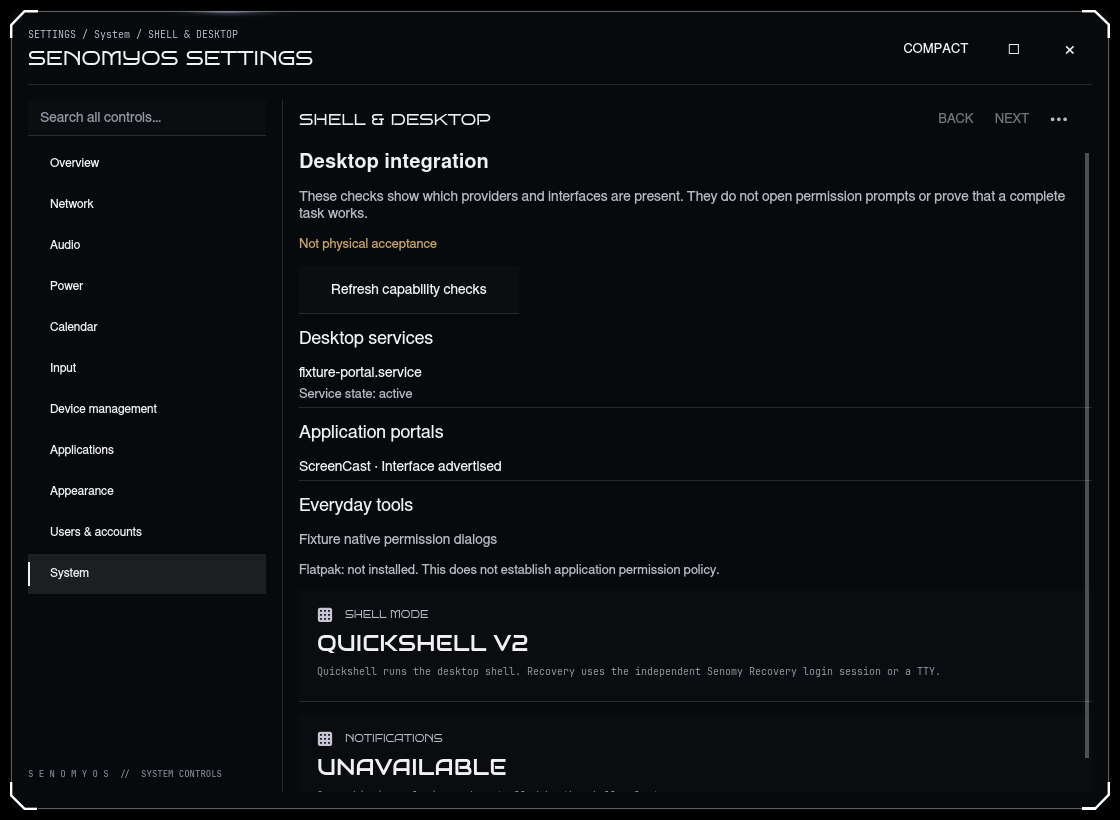 SETTINGS / System / SHELL & DESKTOP
SENOMYOS SETTINGS
COMPACT
Search all controls...
Overview
Network
Audio
Power
Calendar
Input
Device management
Applications
Appearance
Users & accounts
System
SENOMYOS // SYSTEM CONTROLS
SHELL & DESKTOP
BACK NEXT
Desktop integration
These checks show which providers and interfaces are present. They do not open permission prompts or prove that a complete
task works.
Not physical acceptance
Refresh capability checks
Desktop services
fixture-portal.service
Service state: active
Application portals
ScreenCast · Interface advertised
Everyday tools
Fixture native permission dialogs
Flatpak: not installed. This does not establish application permission policy.
SHELL MODE
QUICKSHELL V2
Quickshell runs the desktop shell. Recovery uses the independent Senomy Recovery login session or a TTY.
NOTIFICATIONS
UNAVAILABLE